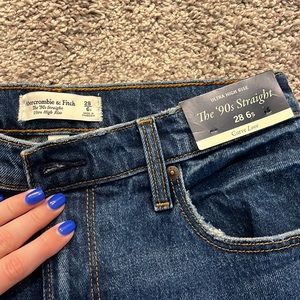 Abercrombie & Fitch
The '90s Straight
Ultra High Rise
28
6S
ULTRA HIGH RISE
The '90s Straight
28 6S
Curve Love